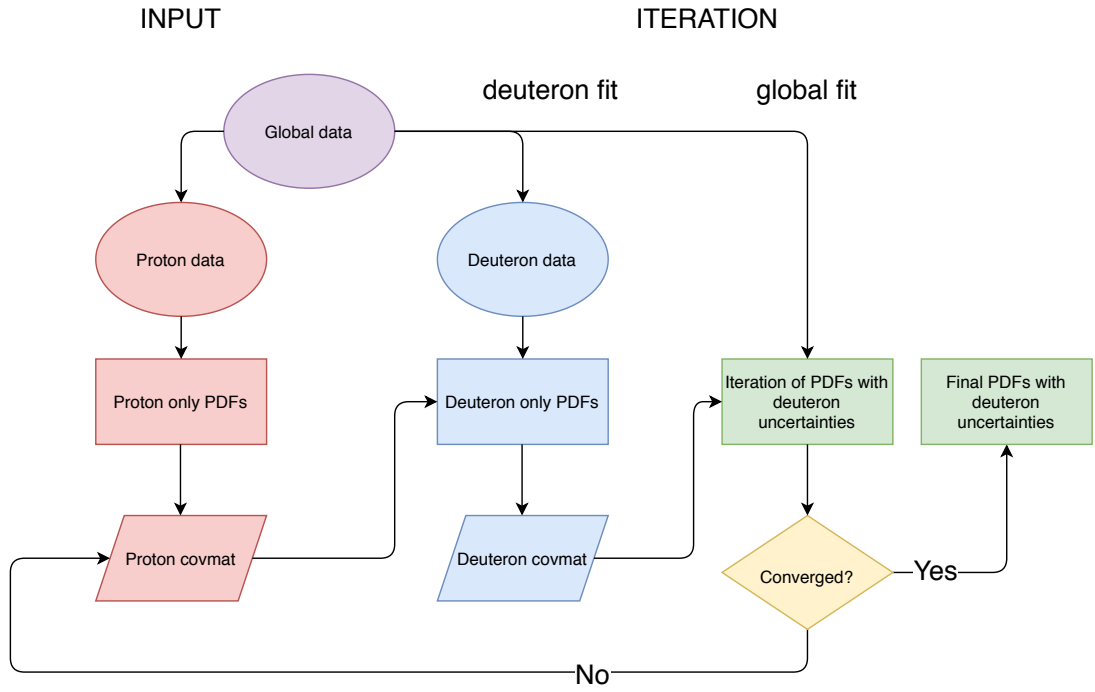 INPUT
ITERATION
deuteron fit
global fit
Global data
Proton data
Deuteron data
Proton only PDFs
Deuteron only PDFs
Iteration of PDFs with
deuteron
uncertainties
Final PDFs with
deuteron
uncertainties
Proton covmat
Deuteron covmat
Converged?
Yes
No